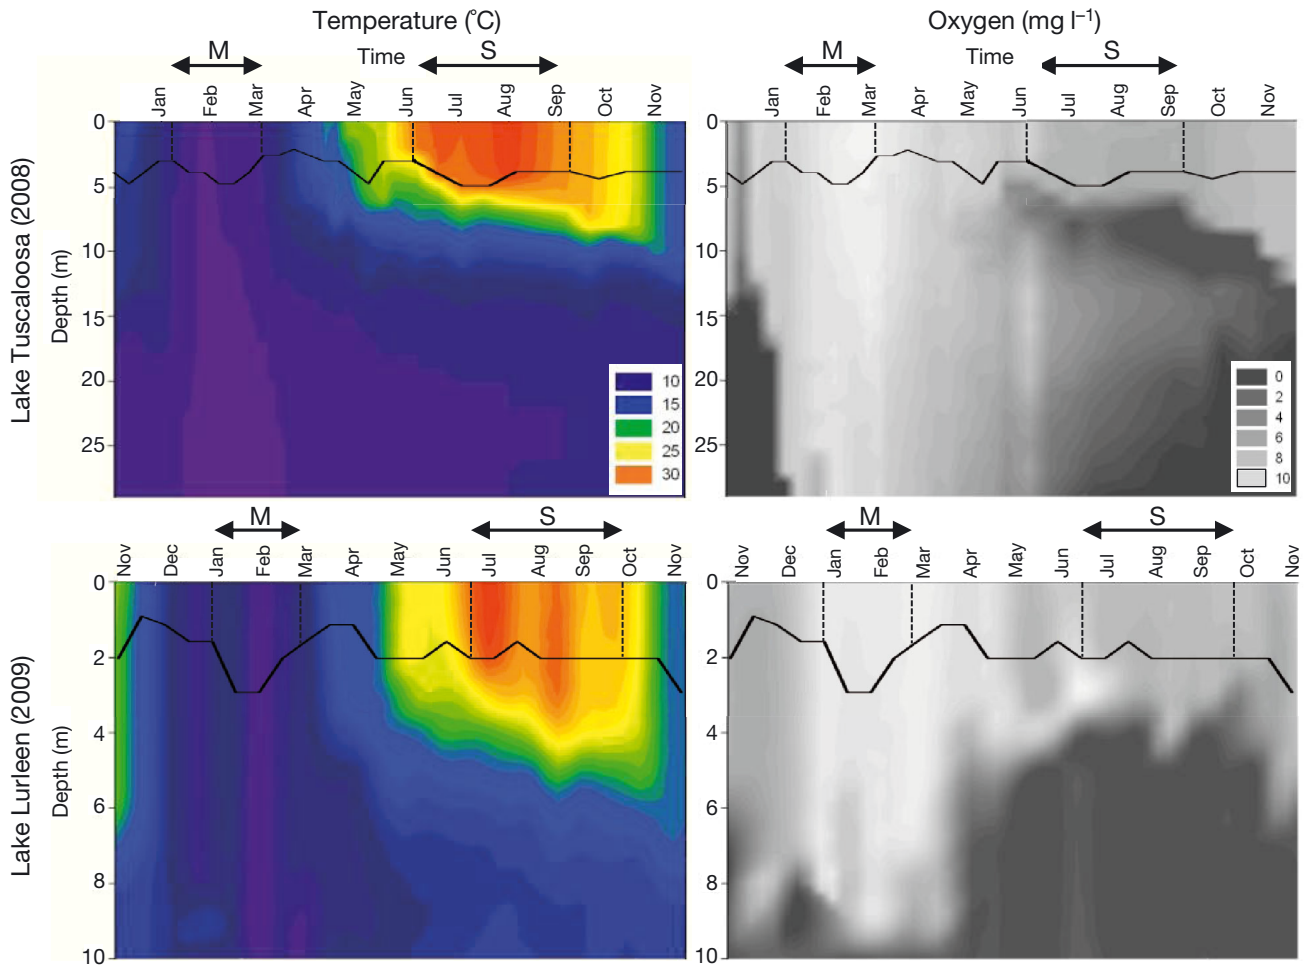 Temperature (°C)
Oxygen (mg l⁻¹)
M
Time
S
M
Time
S
Jan
Feb
Mar
Apr
May
Jun
Jul
Aug
Sep
Oct
Nov
Jan
Feb
Mar
Apr
May
Jun
Jul
Aug
Sep
Oct
Nov
Lake Tuscaloosa (2008)
Depth (m)
0
5
10
15
20
25
10
15
20
25
30
0
5
10
15
20
25
0
2
4
6
8
10
M
S
M
S
Nov
Dec
Jan
Feb
Mar
Apr
May
Jun
Jul
Aug
Sep
Oct
Nov
Nov
Dec
Jan
Feb
Mar
Apr
May
Jun
Jul
Aug
Sep
Oct
Nov
Lake Lurleen (2009)
Depth (m)
0
2
4
6
8
10
0
2
4
6
8
10